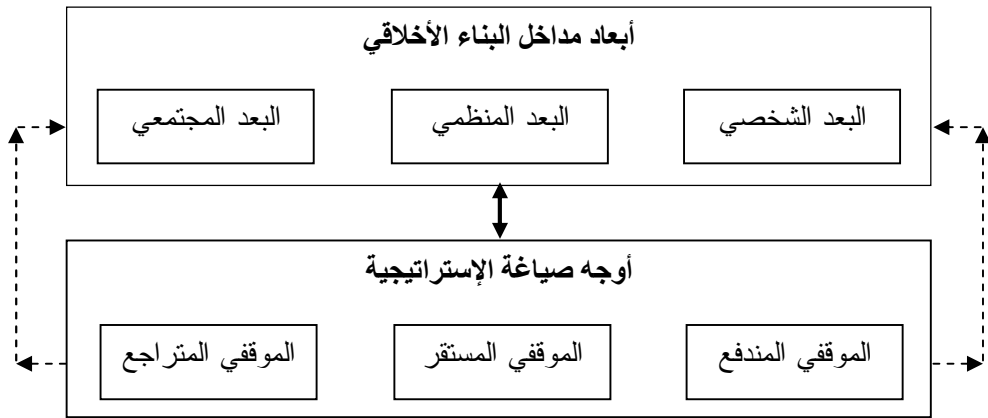 أبعاد مداخل البناء الأخلاقي
البعد الشخصي
البعد المنظمي
البعد المجتمعي
أوجه صياغة الإستراتيجية
الموقفي المندفع
الموقفي المستقر
الموقفي المتراجع